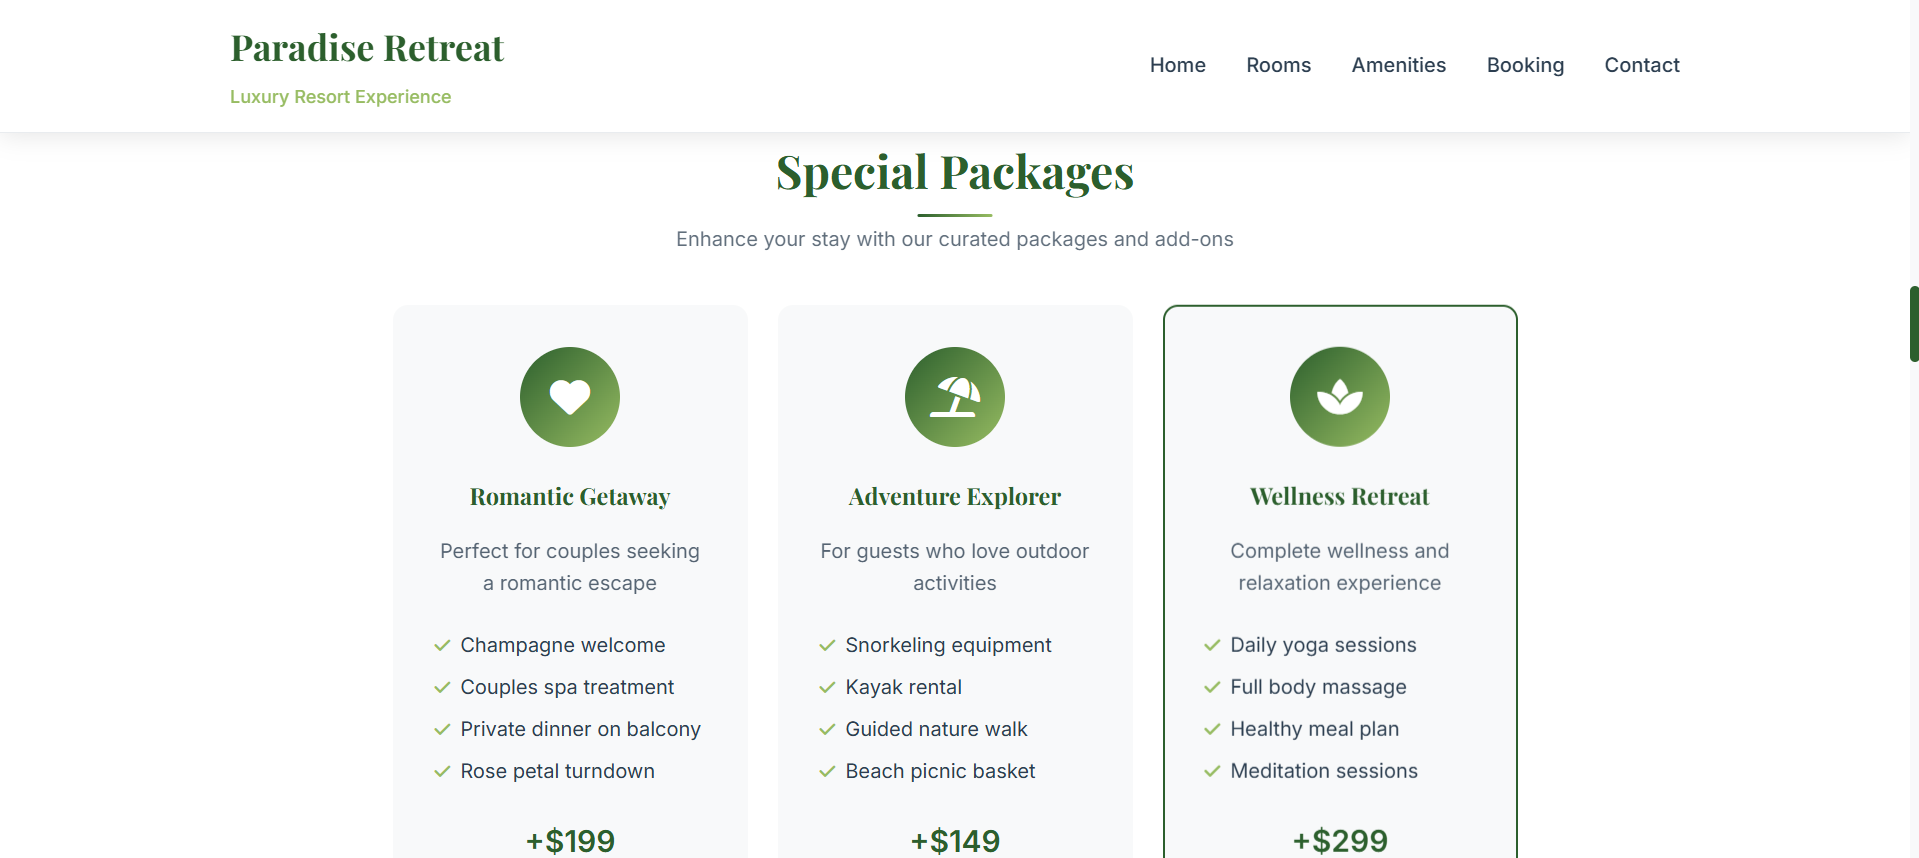 Paradise Retreat
Luxury Resort Experience
Home Rooms Amenities Booking Contact
Special Packages
Enhance your stay with our curated packages and add-ons
Romantic Getaway
Perfect for couples seeking
a romantic escape
Champagne welcome
Couples spa treatment
Private dinner on balcony
Rose petal turndown
+$199
Adventure Explorer
For guests who love outdoor
activities
Snorkeling equipment
Kayak rental
Guided nature walk
Beach picnic basket
+$149
Wellness Retreat
Complete wellness and
relaxation experience
Daily yoga sessions
Full body massage
Healthy meal plan
Meditation sessions
+$299